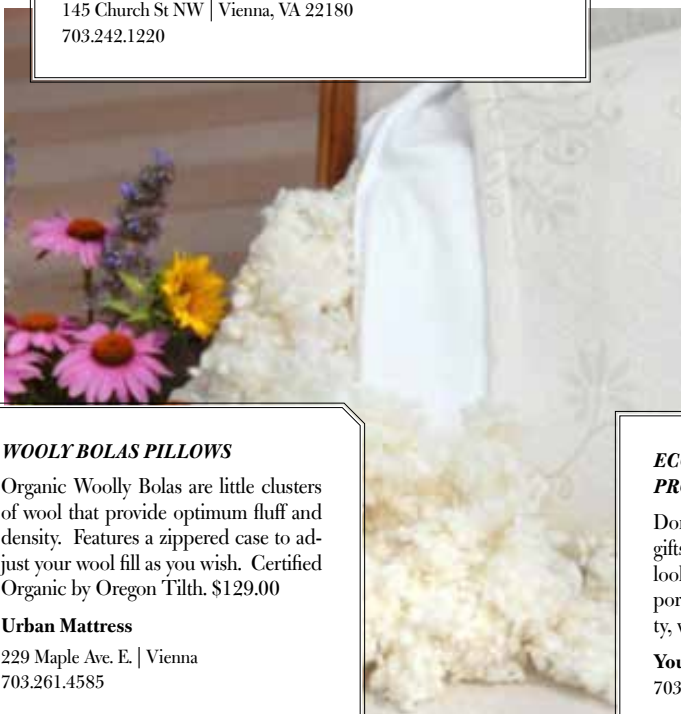 145 Church St NW | Vienna, VA 22180
703.242.1220
WOOLY BOLAS PILLOWS
Organic Woolly Bolas are little clusters
of wool that provide optimum fluff and
density. Features a zippered case to ad-
just your wool fill as you wish. Certified
Organic by Oregon Tilth. $129.00
Urban Mattress
229 Maple Ave. E. | Vienna
703.261.4585
gifts
703